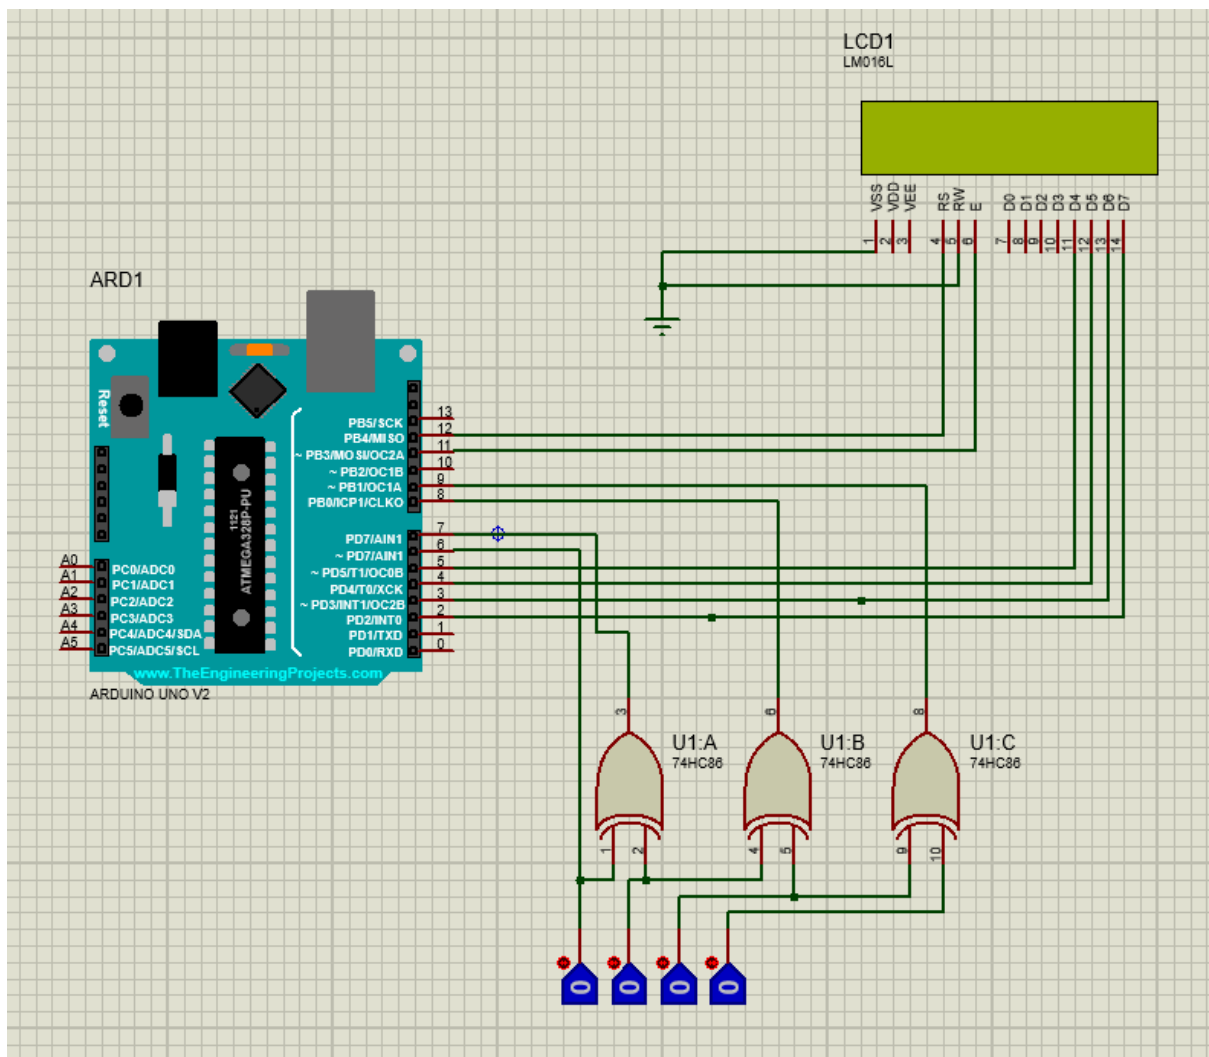 LCD1
LM016L
VSS
VDD
VEE
RS
RW
E
D0
D1
D2
D3
D4
D5
D6
D7
1
2
3
4
5
6
7
8
9
10
11
12
13
14
ARD1
Reset
1121
ATMEGA328P-PU
PB5/SCK
PB4/MISO
~ PB3/MOSI/OC2A
~ PB2/OC1B
~ PB1/OC1A
PB0/ICP1/CLKO
PD7/AIN1
~ PD7/AIN1
~ PD5/T1/OC0B
PD4/T0/XCK
~ PD3/INT1/OC2B
PD2/INT0
PD1/TXD
PD0/RXD
13
12
11
10
9
8
7
6
5
4
3
2
1
0
A0
A1
A2
A3
A4
A5
PC0/ADC0
PC1/ADC1
PC2/ADC2
PC3/ADC3
PC4/ADC4/SDA
PC5/ADC5/SCL
www.TheEngineeringProjects.com
ARDUINO UNO V2
3
U1:A
74HC86
6
U1:B
74HC86
8
U1:C
74HC86
1
2
4
5
9
10
0
0
0
0